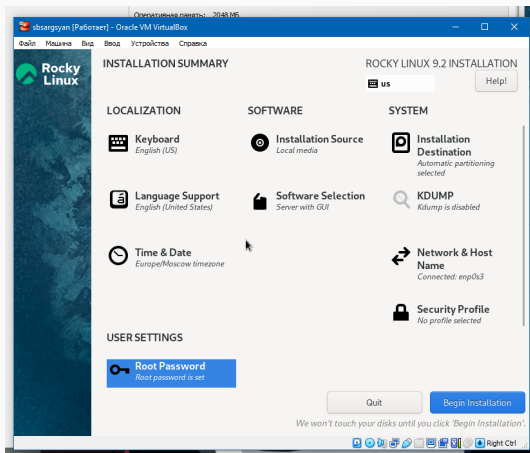 Оперативная память: 2048 МБ
sbsargsyan [Работает] - Oracle VM VirtualBox
Файл Машина Вид Ввод Устройства Справка
Rocky
Linux
INSTALLATION SUMMARY
ROCKY LINUX 9.2 INSTALLATION
us
Help!
LOCALIZATION
Keyboard
English (US)
Language Support
English (United States)
Time & Date
Europe/Moscow timezone
SOFTWARE
Installation Source
Local media
Software Selection
Server with GUI
SYSTEM
Installation
Destination
Automatic partitioning
selected
KDUMP
Kdump is disabled
Network & Host
Name
Connected: enp0s3
Security Profile
No profile selected
USER SETTINGS
Root Password
Root password is set
Quit
Begin Installation
We won't touch your disks until you click 'Begin Installation'.
Right Ctrl